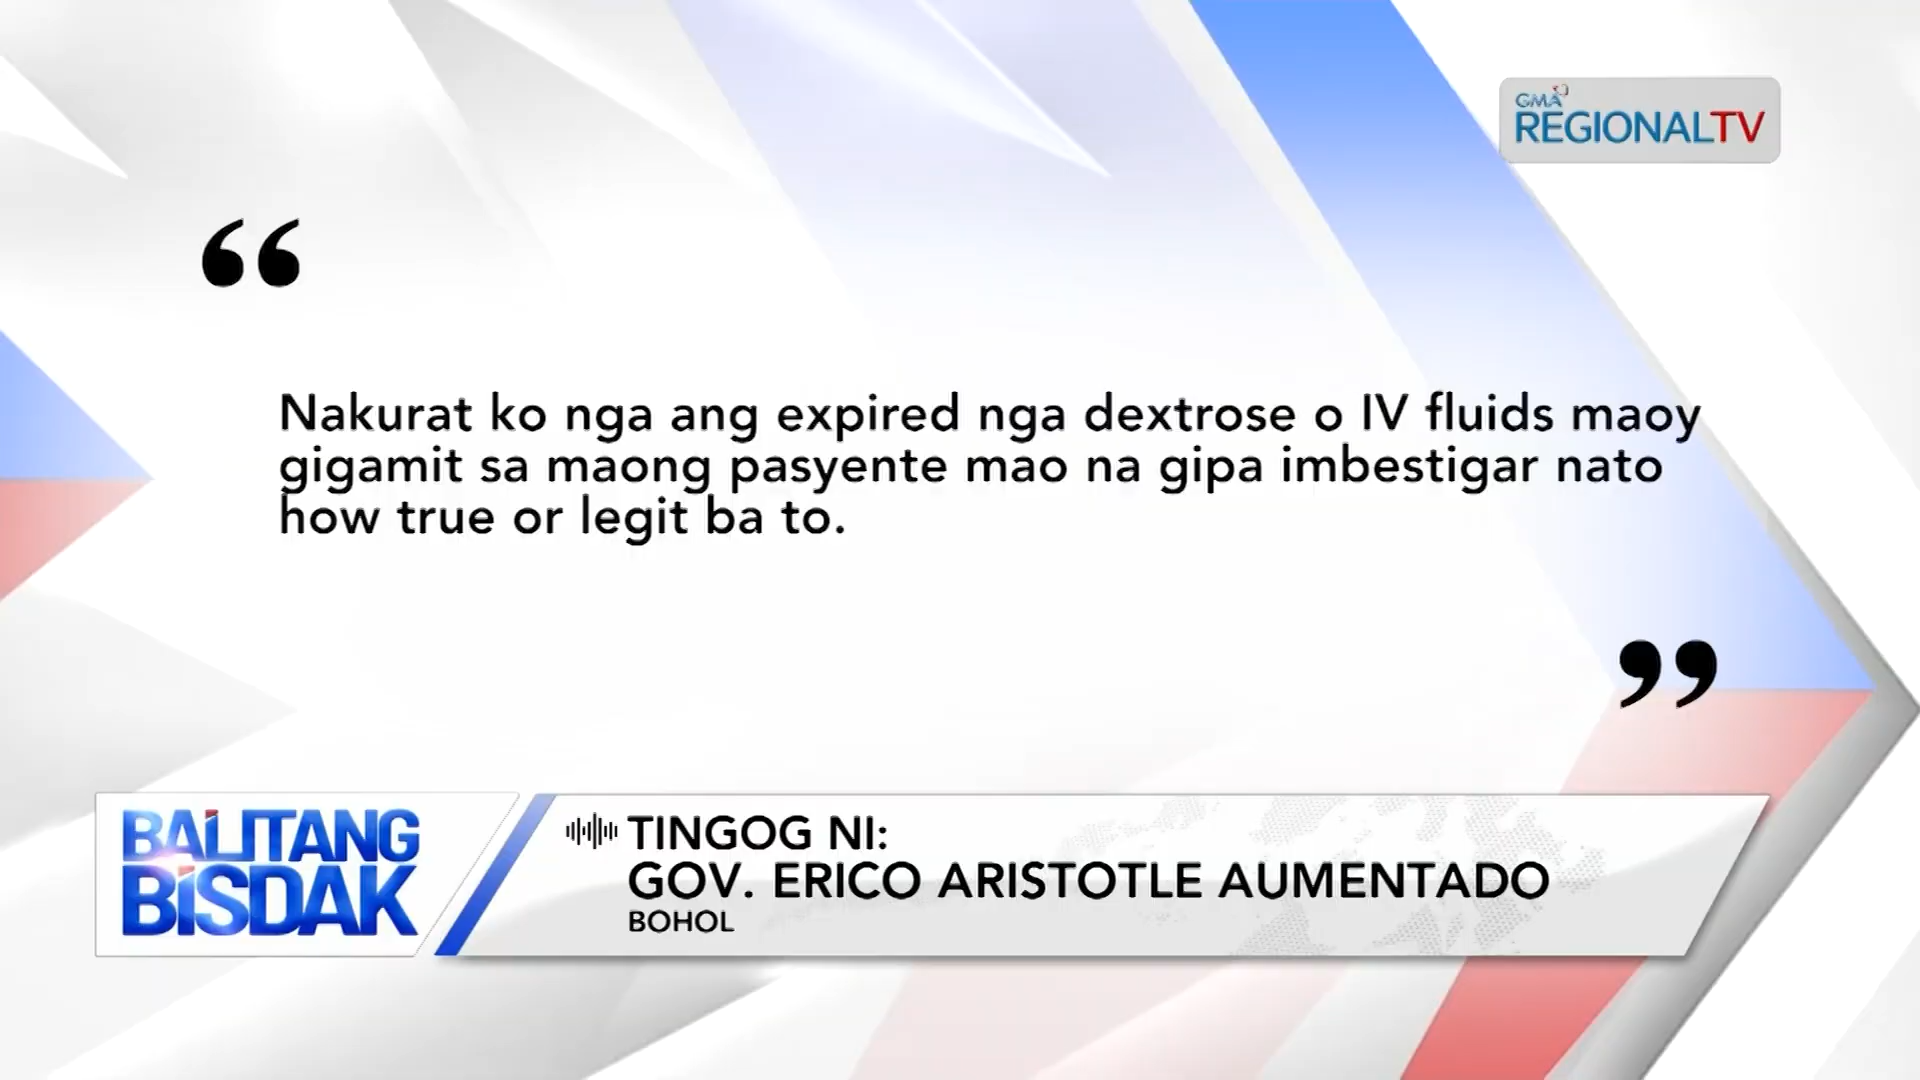 GMA
REGIONALTV
“
Nakurat ko nga ang expired nga dextrose o IV fluids maoy
gigamit sa maong pasyente mao na gipa imbestigar nato
how true or legit ba to.
”
BALITANG
BISDAK
TINGOG NI:
GOV. ERICO ARISTOTLE AUMENTADO
BOHOL